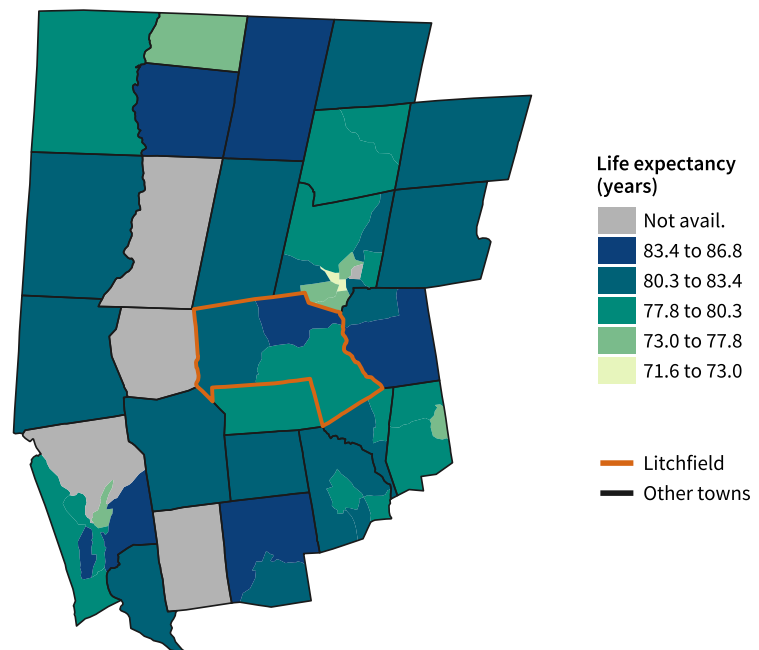 Life expectancy
(years)
Not avail.
83.4 to 86.8
80.3 to 83.4
77.8 to 80.3
73.0 to 77.8
71.6 to 73.0
Litchfield
Other towns